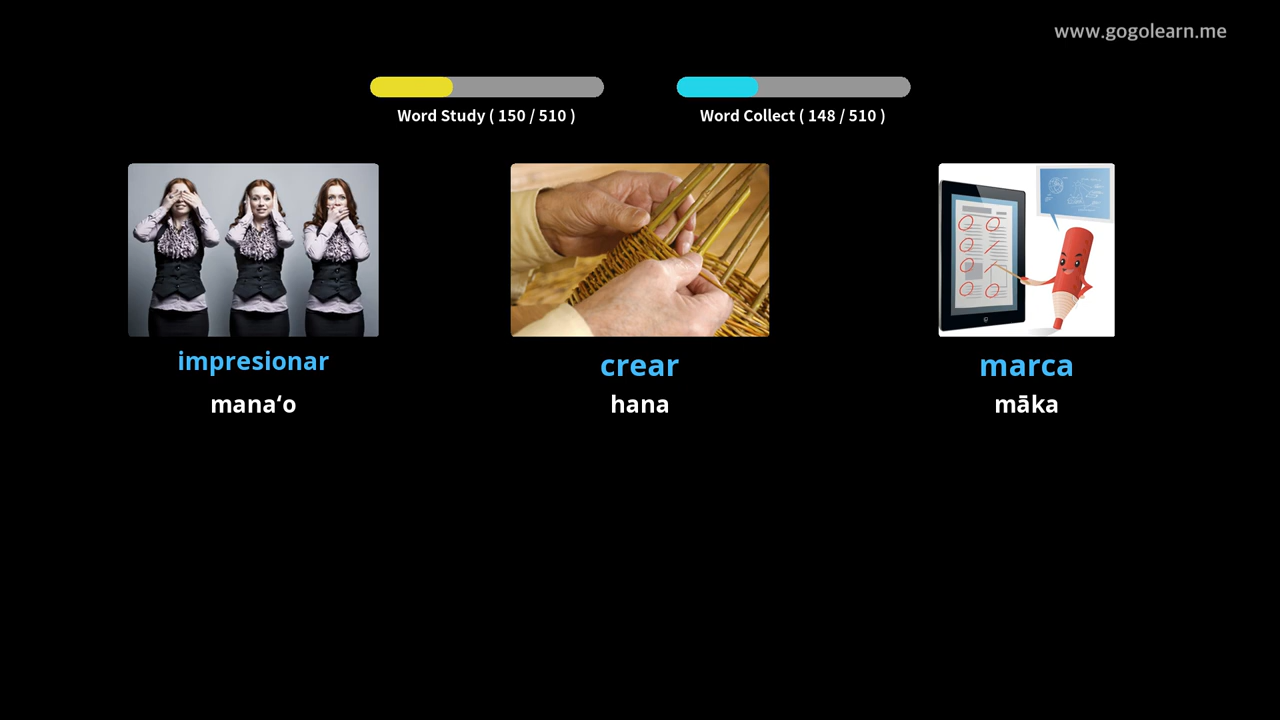 www.gogolearn.me
Word Study ( 150 / 510 )
Word Collect ( 148 / 510 )
impresionar
crear
marca
manaʻo
hana
māka